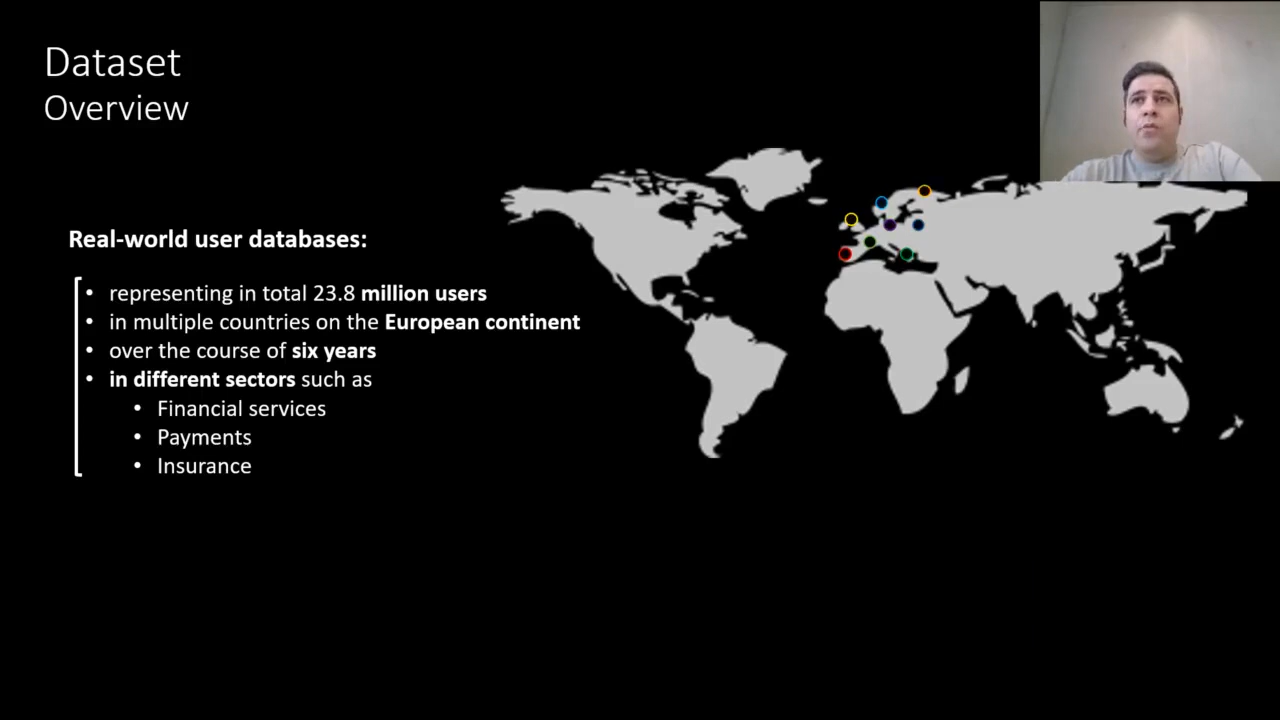 Dataset
Overview
Real-world user databases:
• representing in total 23.8 million users
• in multiple countries on the European continent
• over the course of six years
• in different sectors such as
• Financial services
• Payments
• Insurance